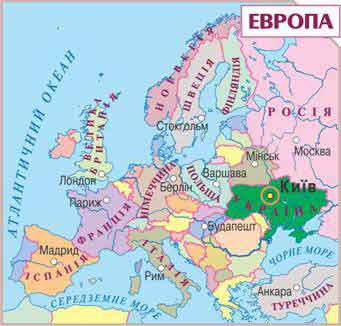 ЕВРОПА
АТЛАНТИЧНИЙ ОКЕАН
НОРВЕГІЯ
ШВЕЦІЯ
ФІНЛЯНДІЯ
РОСІЯ
Стокгольм
ВЕЛИКА
БРИТАНІЯ
Мінськ
Москва
Лондон
Варшава
Берлін
ПОЛЬЩА
НІМЕЧЧИНА
Київ
УКРАЇНА
Париж
ФРАНЦІЯ
Будапешт
Мадрид
ІСПАНІЯ
ІТАЛІЯ
Рим
ЧОРНЕ МОРЕ
Анкара
ТУРЕЧЧИНА
СЕРЕДЗЕМНЕ МОРЕ